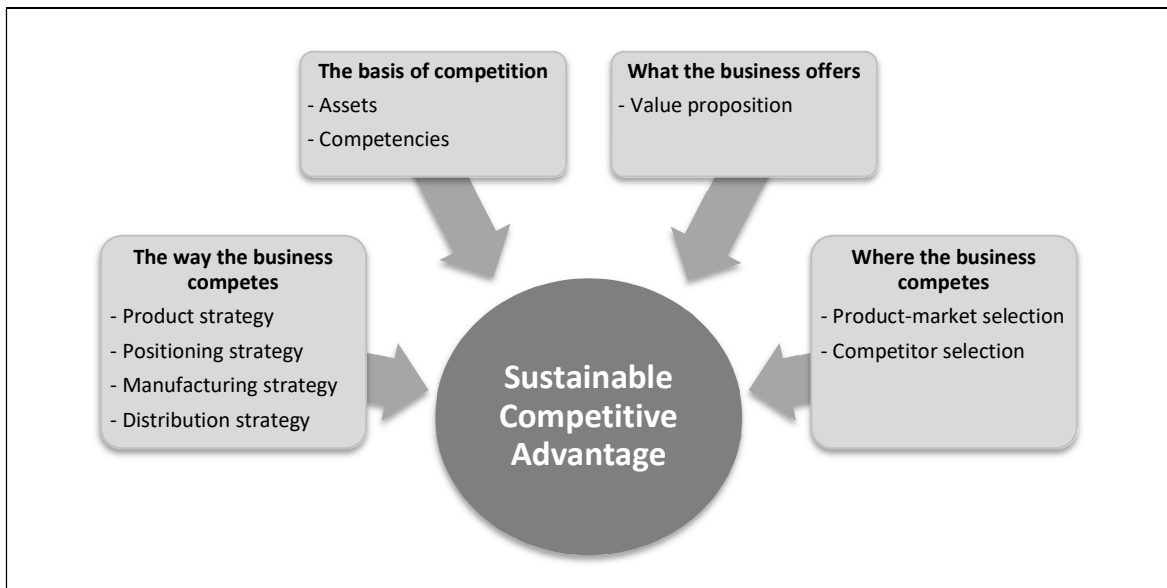 The basis of competition
- Assets
- Competencies
What the business offers
- Value proposition
The way the business
competes
- Product strategy
- Positioning strategy
- Manufacturing strategy
- Distribution strategy
Where the business
competes
- Product-market selection
- Competitor selection
Sustainable
Competitive
Advantage